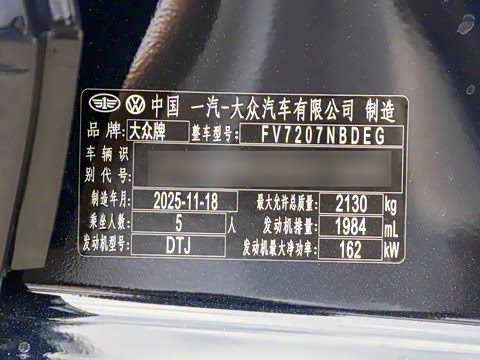 中国 一汽-大众汽车有限公司 制造
品牌: 大众牌 整车型号: FV7207NBDEG
车辆识
别代号:
制造年月: 2025-11-18 最大允许总质量: 2130 kg
乘坐人数: 5 人 发动机排量: 1984 mL
发动机型号: DTJ 发动机最大净功率: 162 kW